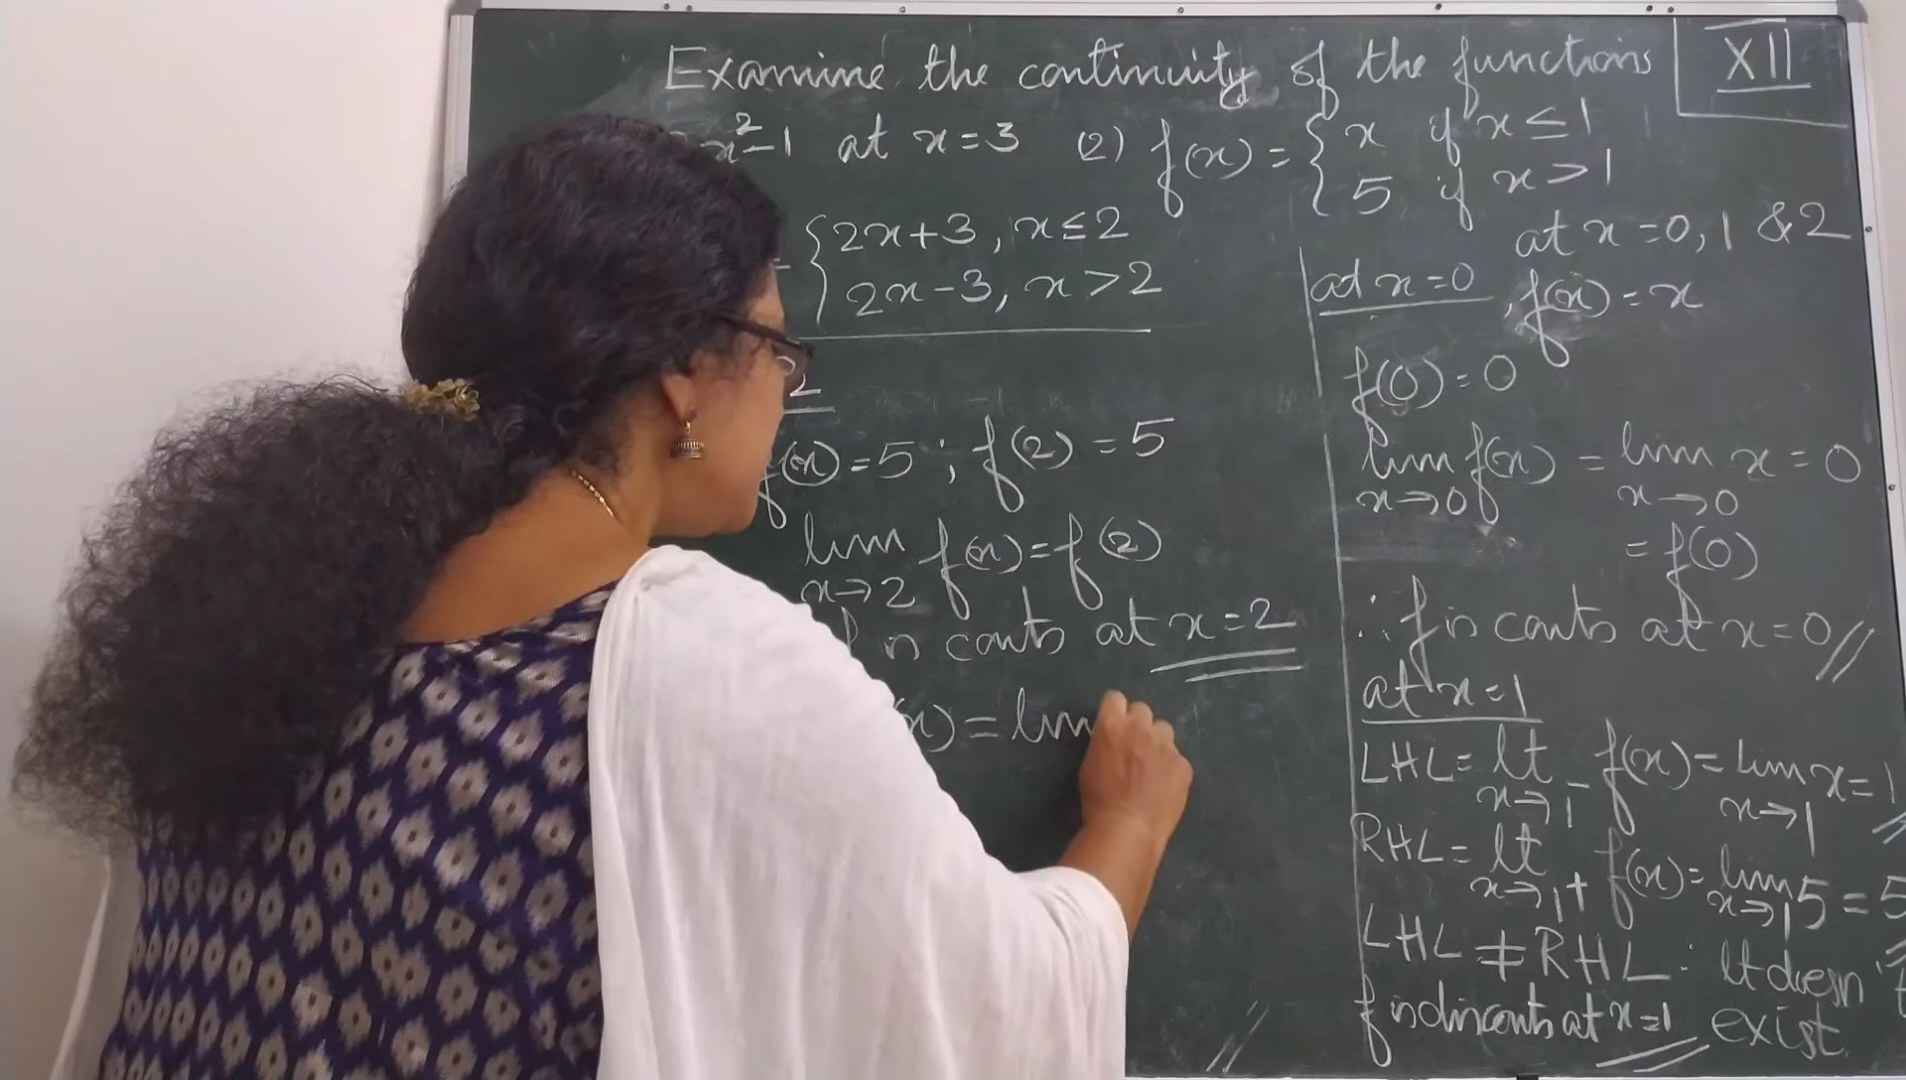 Examine the continuity of the functions
XII
x²-1 at x=3 (2) f(x) = { x if x ≤ 1
5 if x > 1
at x = 0, 1 & 2
= { 2x+3, x ≤ 2
2x-3, x > 2
2
f(x) = 5 ; f(2) = 5
lim f(x) = f(2)
x→2
is conts at x = 2
(x) = lim
at x=0, f(x) = x
f(0) = 0
lim f(x) = lim x = 0
x→0 x→0
= f(0)
∴ f is conts at x = 0 //
at x = 1
LHL = lt f(x) = lim x = 1
x→1⁻ x→1
RHL = lt f(x) = lim 5 = 5
x→1+ x→1
LHL ≠ RHL ∴ lt doesn't
f is disconts at x=1 exist